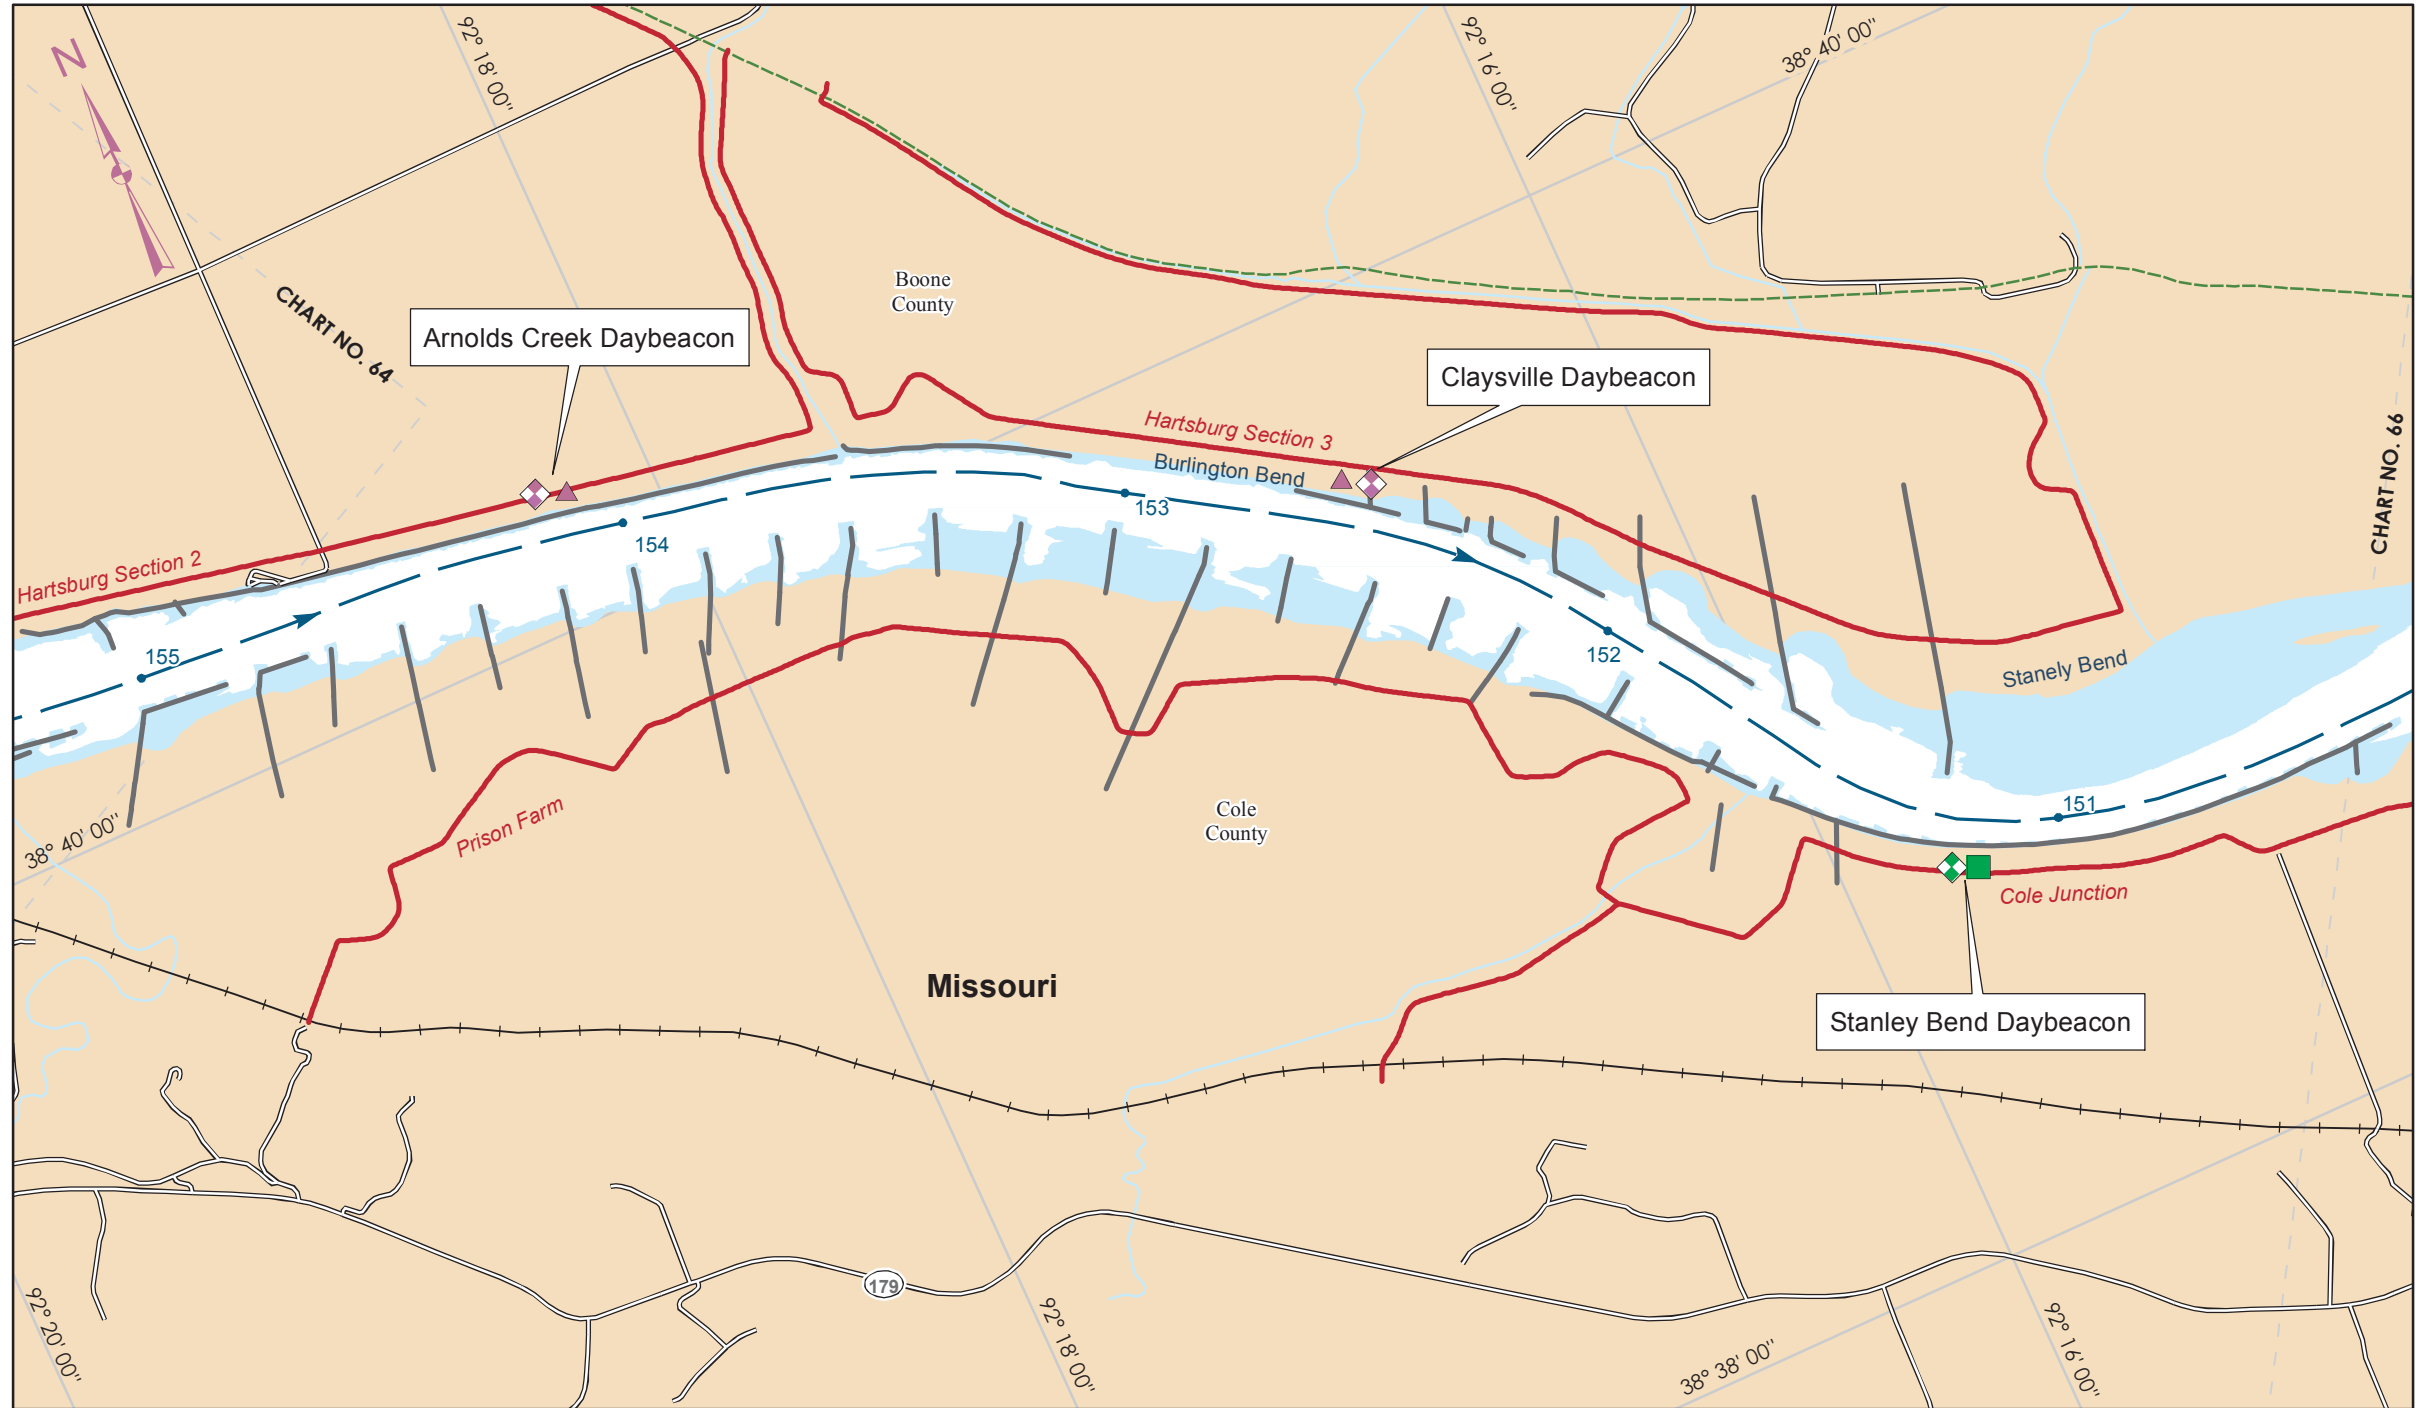 N
92° 18' 00"
92° 16' 00"
38° 40' 00"
CHART NO. 64
Boone
County
Arnolds Creek Daybeacon
Claysville Daybeacon
Hartsburg Section 3
Burlington Bend
CHART NO. 66
153
154
Hartsburg Section 2
155
152
Stanely Bend
151
Prison Farm
Cole
County
38° 40' 00"
Cole Junction
Missouri
Stanley Bend Daybeacon
179
92° 20' 00"
92° 18' 00"
38° 38' 00"
92° 16' 00"